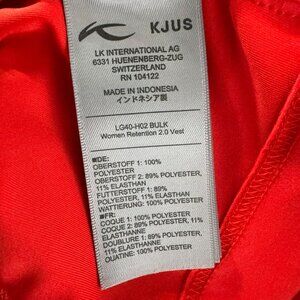 KJUS
LK INTERNATIONAL AG
6331 HUENENBERG-ZUG
SWITZERLAND
RN 104122
MADE IN INDONESIA
インドネシア製
LG40-H02 BULK
Women Retention 2.0 Vest
■DE:
OBERSTOFF 1: 100%
POLYESTER
OBERSTOFF 2: 89% POLYESTER,
11% ELASTHAN
FUTTERSTOFF 1: 89%
POLYESTER, 11% ELASTHAN
WATTIERUNG: 100% POLYESTER
■FR:
COQUE 1: 100% POLYESTER
COQUE 2: 89% POLYESTER, 11%
ELASTHANNE
DOUBLURE 1: 89% POLYESTER, 11%
ELASTHANNE
OUATINE: 100% POLYESTER